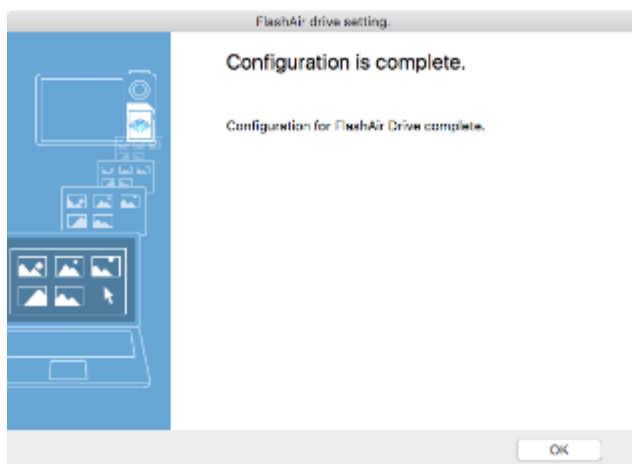 FlashAir drive setting.
Configuration is complete.
Configuration for FlashAir Drive complete.
OK